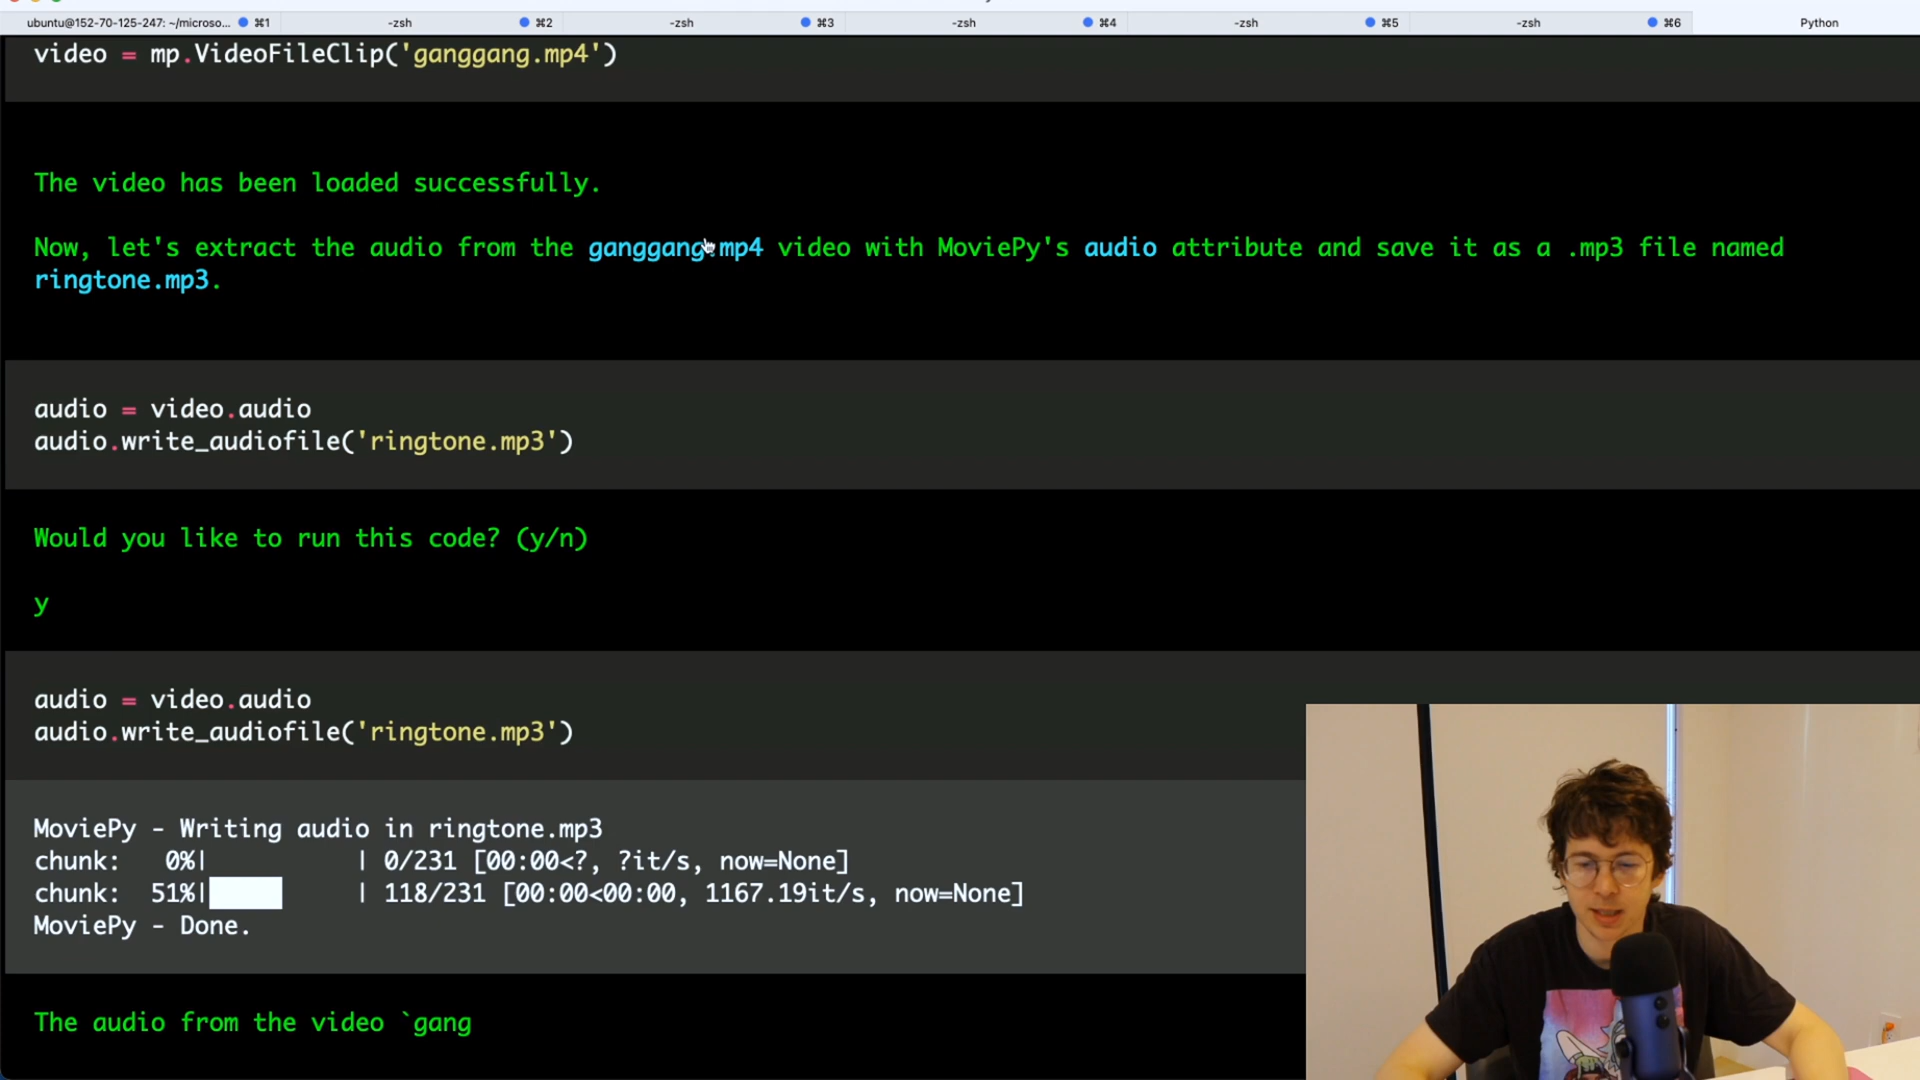 ubuntu@152-70-125-247: ~/microso... ⌘1 -zsh ⌘2 -zsh ⌘3 -zsh ⌘4 -zsh ⌘5 -zsh ⌘6 Python
video = mp.VideoFileClip('ganggang.mp4')
The video has been loaded successfully.
Now, let's extract the audio from the ganggang.mp4 video with MoviePy's audio attribute and save it as a .mp3 file named
ringtone.mp3.
audio = video.audio
audio.write_audiofile('ringtone.mp3')
Would you like to run this code? (y/n)
y
audio = video.audio
audio.write_audiofile('ringtone.mp3')
MoviePy - Writing audio in ringtone.mp3
chunk:   0%|          | 0/231 [00:00<?, ?it/s, now=None]
chunk:  51%|█████     | 118/231 [00:00<00:00, 1167.19it/s, now=None]
MoviePy - Done.
The audio from the video `gang